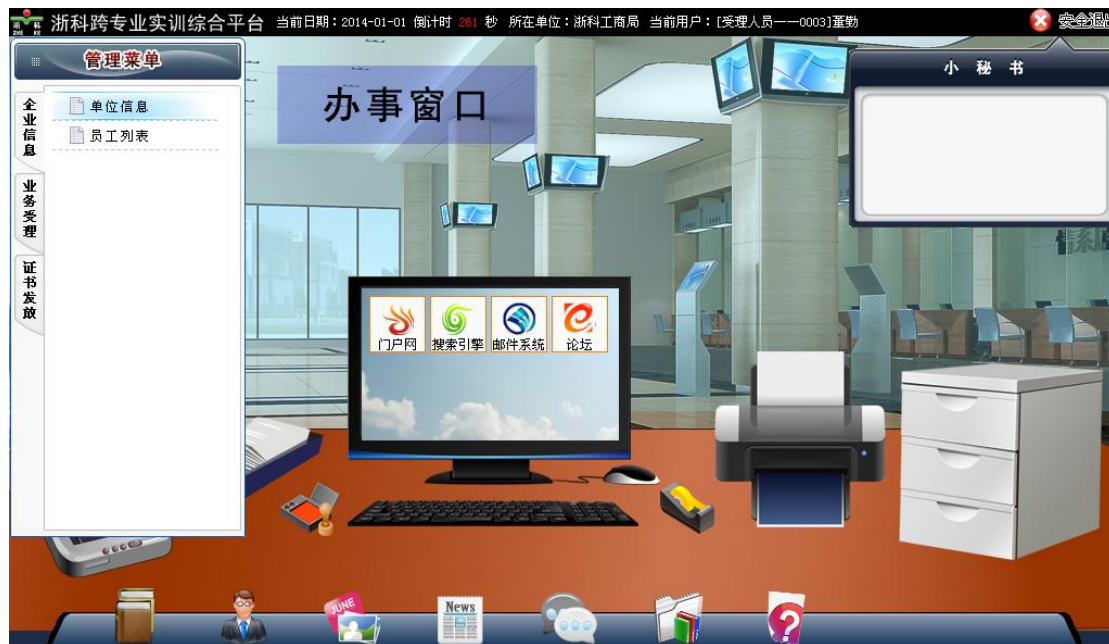 浙科
ZHE KE
浙科跨专业实训综合平台
当前日期：2014-01-01 倒计时 261 秒 所在单位：浙科工商局 当前用户：[受理人员——0003]董勤
安全退出
管理菜单
企业信息
业务受理
证书发放
单位信息
员工列表
办事窗口
小 秘 书
门户网
搜索引擎
邮件系统
论坛
JUNE
News